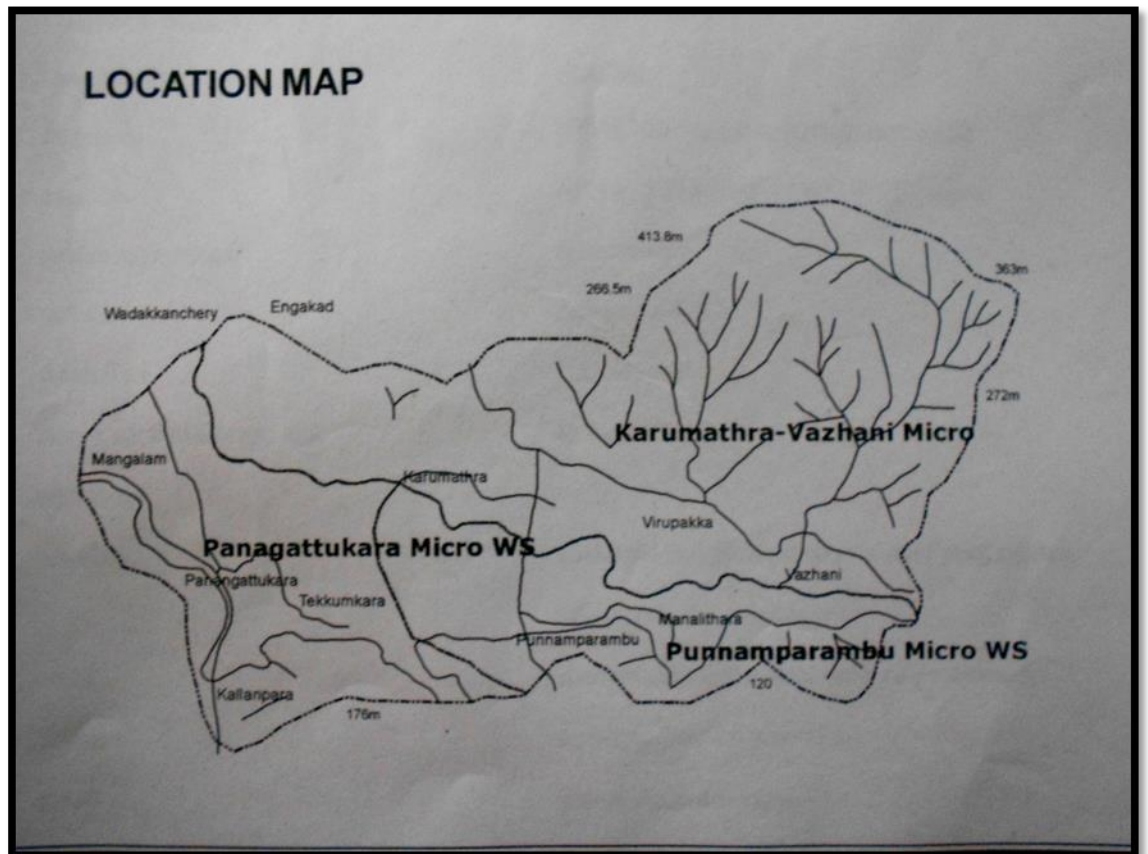 LOCATION MAP
413.8m
363m
266.5m
Wadakkanchery
Engakad
272m
Karumathra-Vazhani Micro
Mangalam
Karumathra
Virupakka
Panagattukara Micro WS
Panangattukara
Vazhani
Tekkumkara
Manalithara
Punnamparambu
Punnamparambu Micro WS
120
Kallanpara
176m